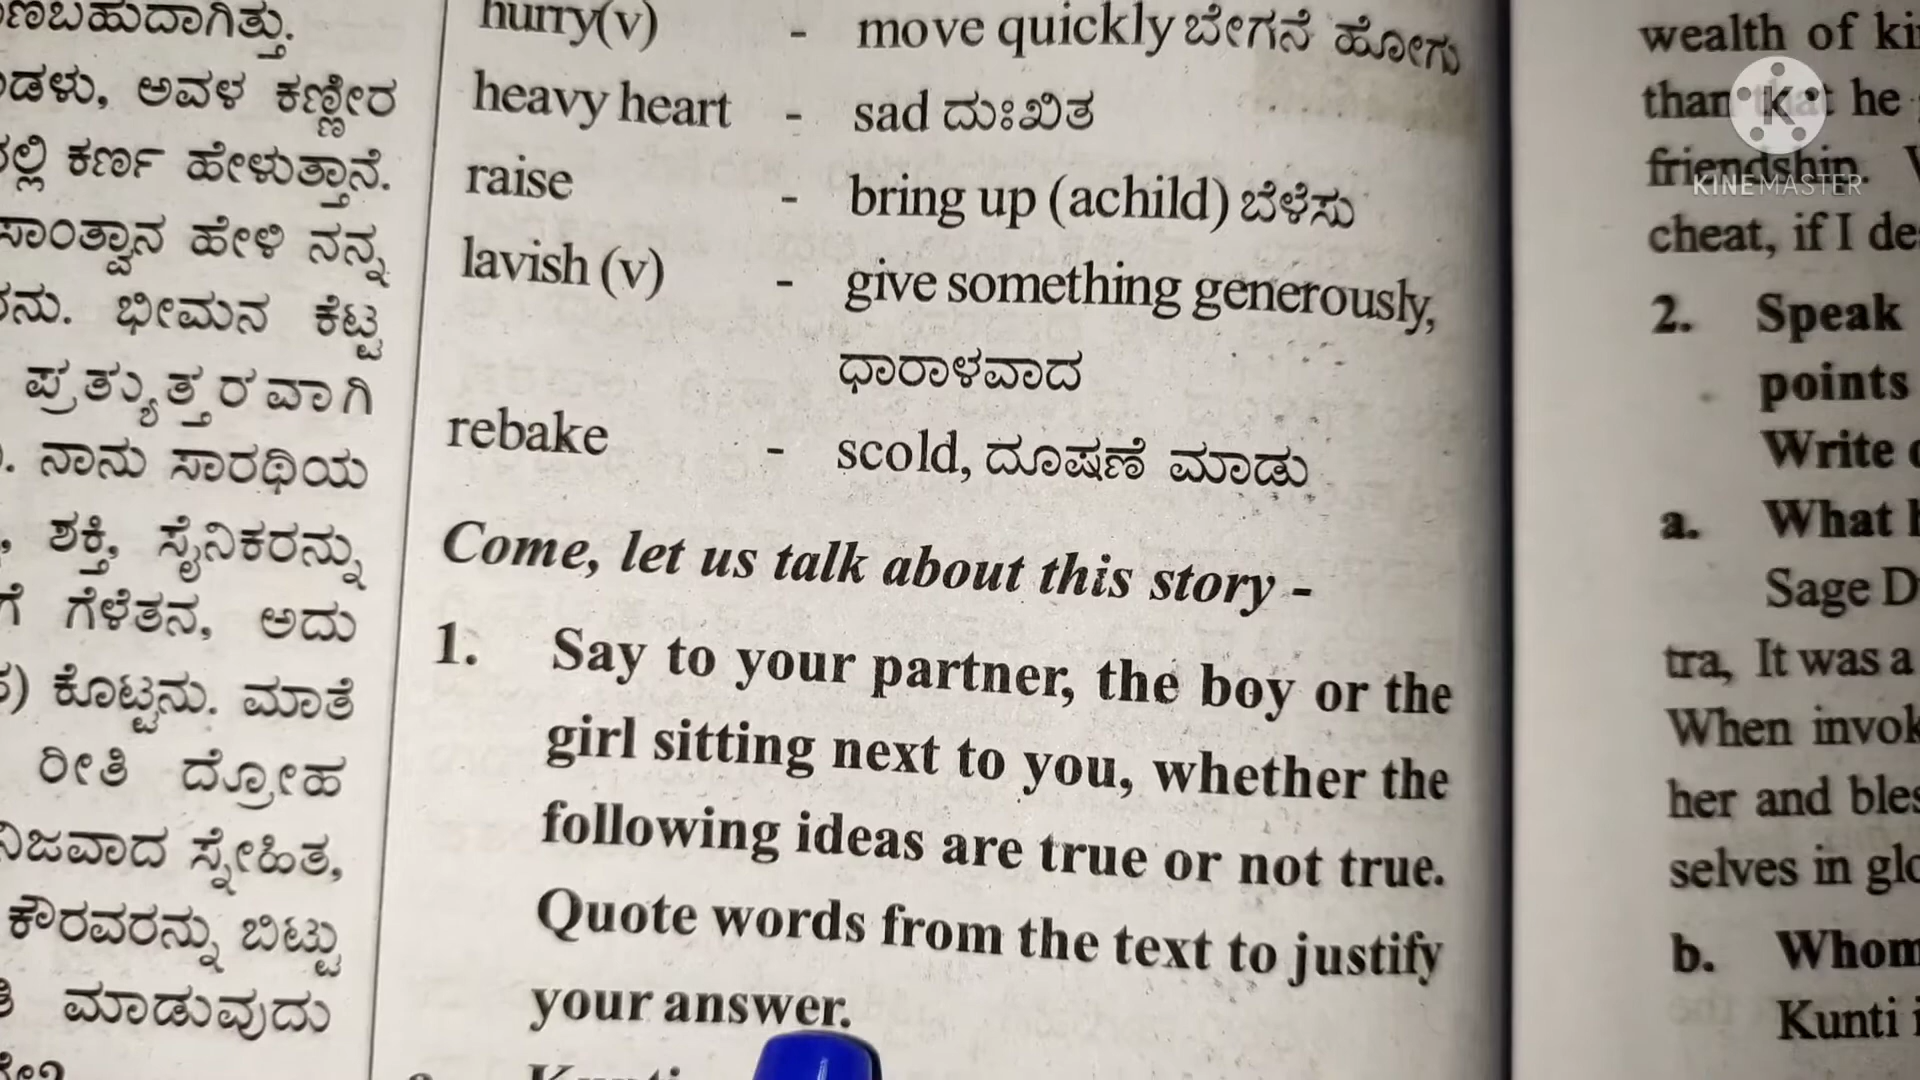 ಣಬಹುದಾಗಿತ್ತು.
ಡಳು, ಅವಳ ಕಣ್ಣೀರ
ಲ್ಲಿ ಕರ್ಣ ಹೇಳುತ್ತಾನೆ.
ಸಾಂತ್ವಾನ ಹೇಳಿ ನನ್ನ
ನು. ಭೀಮನ ಕೆಟ್ಟ
ಪ್ರತ್ಯುತ್ತರವಾಗಿ
. ನಾನು ಸಾರಥಿಯ
, ಶಕ್ತಿ, ಸೈನಿಕರನ್ನು
ಗೆ ಗೆಳೆತನ, ಅದು
) ಕೊಟ್ಟನು. ಮಾತೆ
ರೀತಿ ದ್ರೋಹ
ನಿಜವಾದ ಸ್ನೇಹಿತ,
ಕೌರವರನ್ನು ಬಿಟ್ಟು
ಮಾಡುವುದು
hurry(v) - move quickly ಬೇಗನೆ ಹೋಗು
heavy heart - sad ದುಃಖಿತ
raise - bring up (achild) ಬೆಳೆಸು
lavish (v) - give something generously,
ಧಾರಾಳವಾದ
rebake - scold, ದೂಷಣೆ ಮಾಡು
Come, let us talk about this story -
1. Say to your partner, the boy or the
girl sitting next to you, whether the
following ideas are true or not true.
Quote words from the text to justify
your answer.
wealth of ki
than that he
friendship.
cheat, if I de
2. Speak
points
Write
a. What
Sage D
tra, It was a
When invok
her and bles
selves in glo
b. Whom
Kunti i
K
KINEMASTER